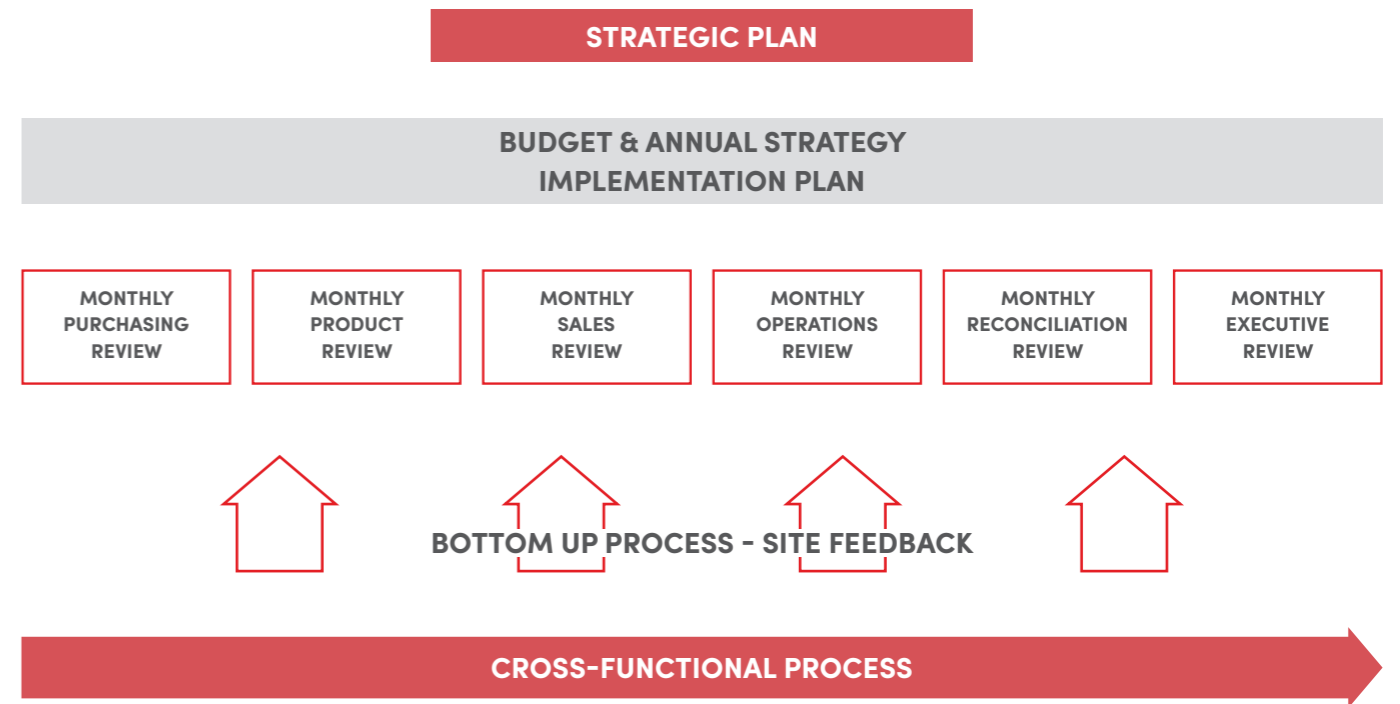 STRATEGIC PLAN
BUDGET & ANNUAL STRATEGY
IMPLEMENTATION PLAN
MONTHLY
PURCHASING
REVIEW
MONTHLY
PRODUCT
REVIEW
MONTHLY
SALES
REVIEW
MONTHLY
OPERATIONS
REVIEW
MONTHLY
RECONCILIATION
REVIEW
MONTHLY
EXECUTIVE
REVIEW
BOTTOM UP PROCESS - SITE FEEDBACK
CROSS-FUNCTIONAL PROCESS